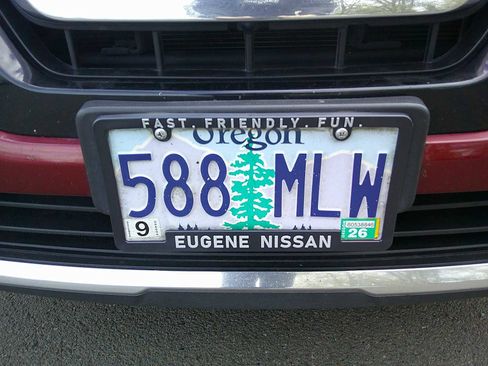 FAST. FRIENDLY. FUN.
Oregon
588 MLW
9
26
EUGENE NISSAN